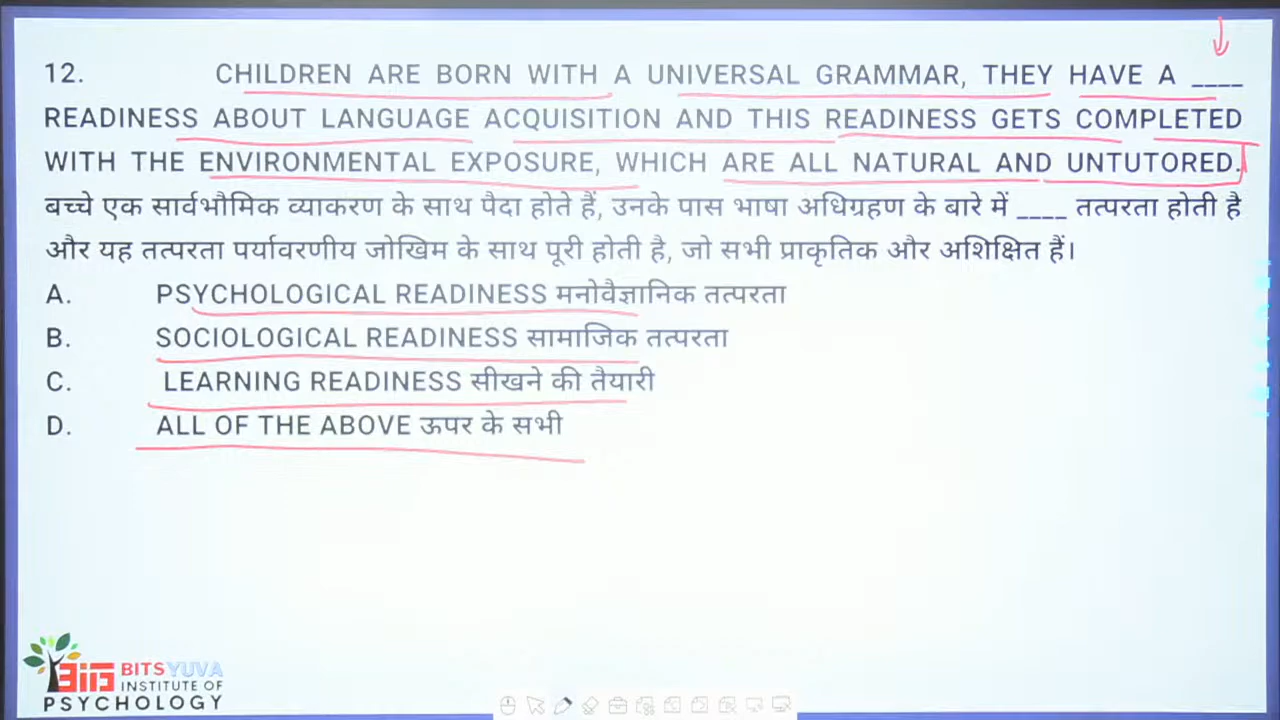 12. CHILDREN ARE BORN WITH A UNIVERSAL GRAMMAR, THEY HAVE A ____
READINESS ABOUT LANGUAGE ACQUISITION AND THIS READINESS GETS COMPLETED
WITH THE ENVIRONMENTAL EXPOSURE, WHICH ARE ALL NATURAL AND UNTUTORED.
बच्चे एक सार्वभौमिक व्याकरण के साथ पैदा होते हैं, उनके पास भाषा अधिग्रहण के बारे में ____ तत्परता होती है
और यह तत्परता पर्यावरणीय जोखिम के साथ पूरी होती है, जो सभी प्राकृतिक और अशिक्षित हैं।
A. PSYCHOLOGICAL READINESS मनोवैज्ञानिक तत्परता
B. SOCIOLOGICAL READINESS सामाजिक तत्परता
C. LEARNING READINESS सीखने की तैयारी
D. ALL OF THE ABOVE ऊपर के सभी
BITS YUVA
INSTITUTE OF
PSYCHOLOGY